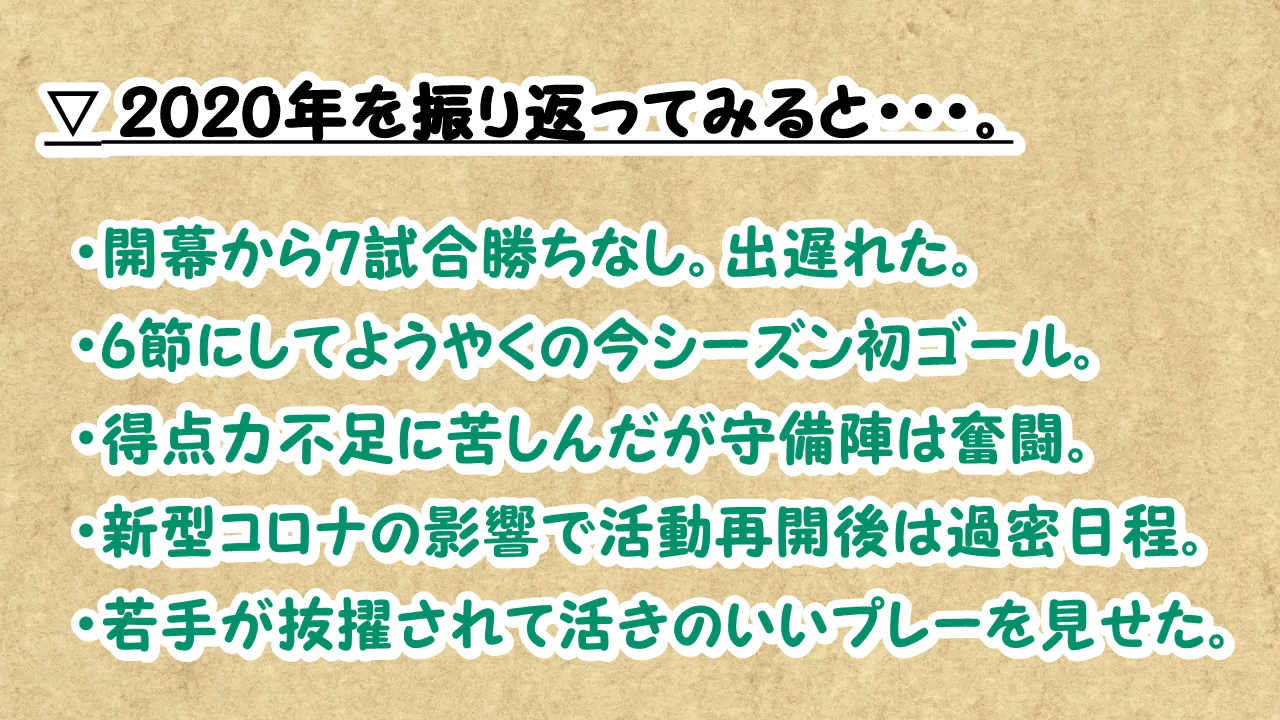 ▽ 2020年を振り返ってみると・・・。
・開幕から7試合勝ちなし。出遅れた。
・6節にしてようやくの今シーズン初ゴール。
・得点力不足に苦しんだが守備陣は奮闘。
・新型コロナの影響で活動再開後は過密日程。
・若手が抜擢されて活きのいいプレーを見せた。